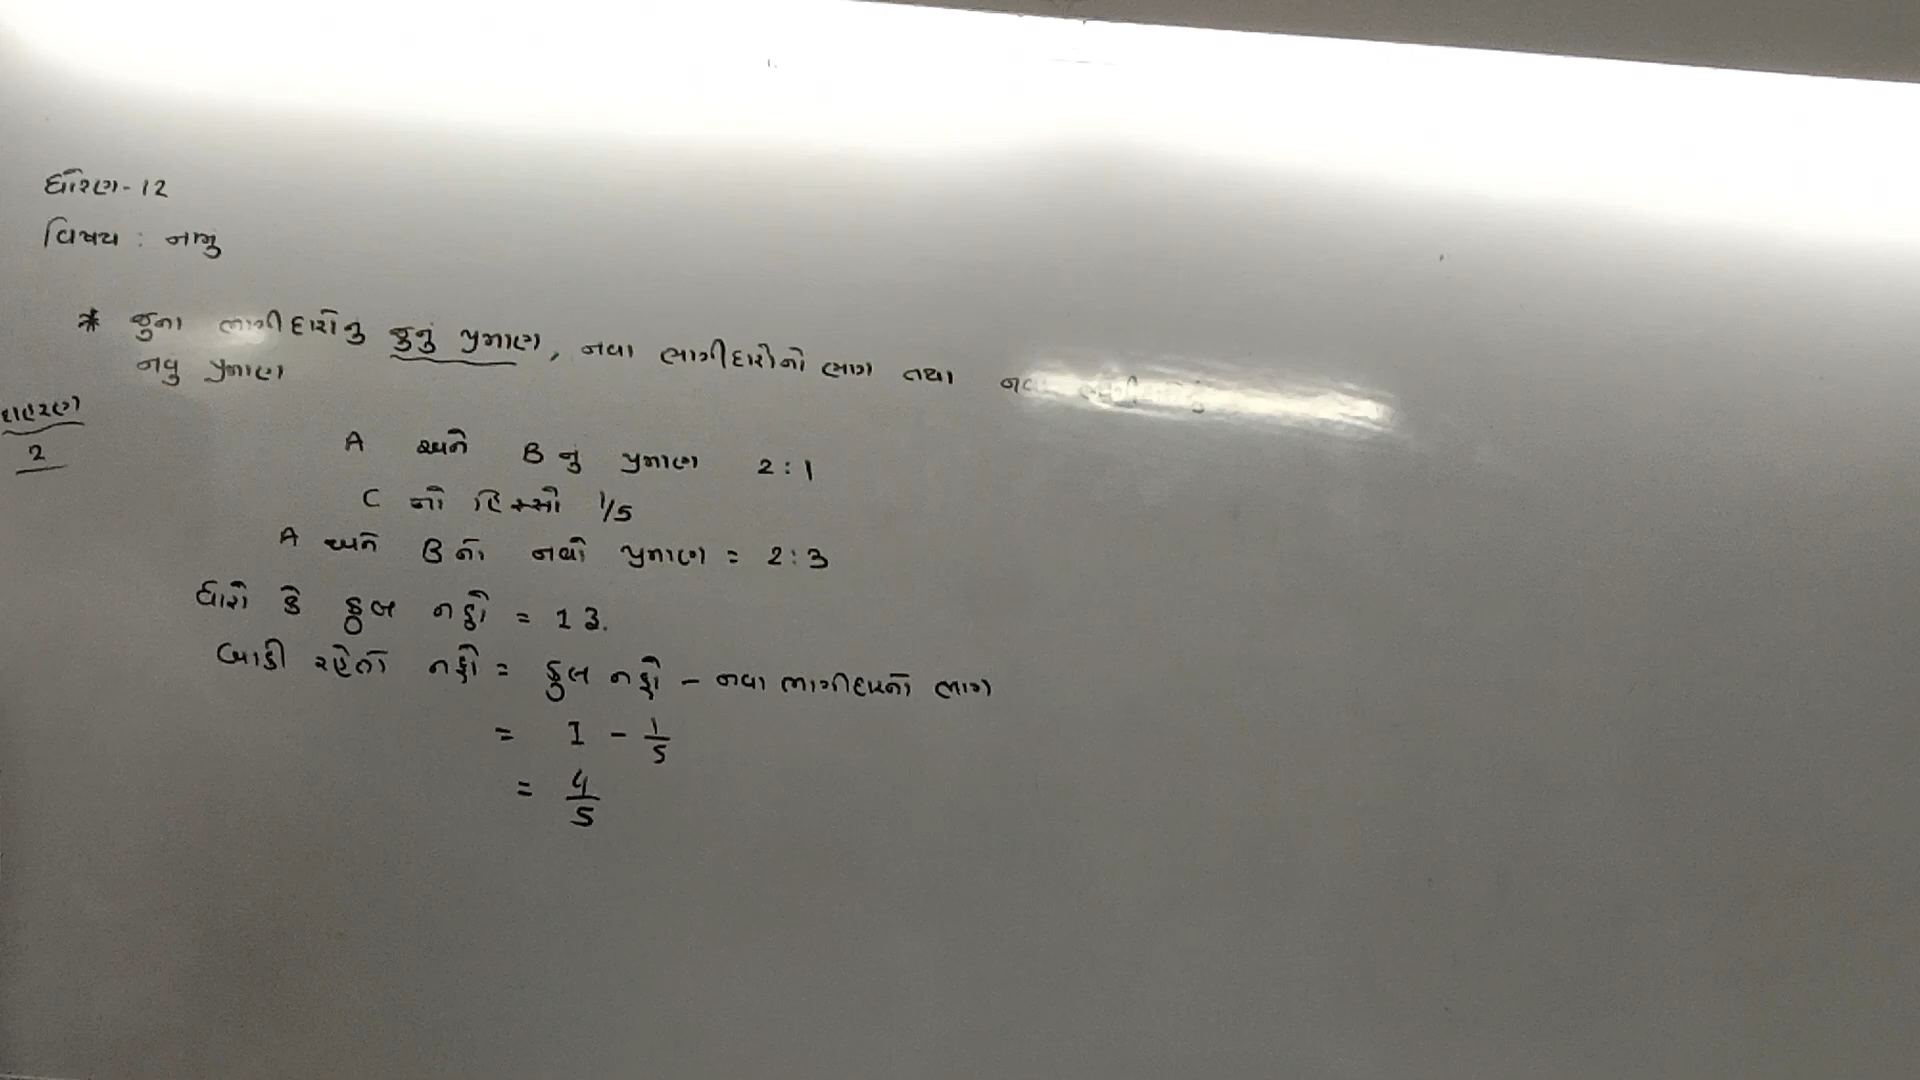 ધોરણ - 12
વિષય : નામુ
* જુના ભાગીદારોનુ જુનું પ્રમાણ, નવા ભાગીદારોનો ભાગ તથા
નવુ પ્રમાણ
2
A અને B નું પ્રમાણ 2 : 1
C નો હિસ્સો 1/5
A અને B નો નવો પ્રમાણ = 2 : 3
ધારો કે કુલ નફો = 1 રૂ.
બાકી રહેતો નફો = કુલ નફો - નવા ભાગીદારનો ભાગ
= 1 - 1/5
= 4/5